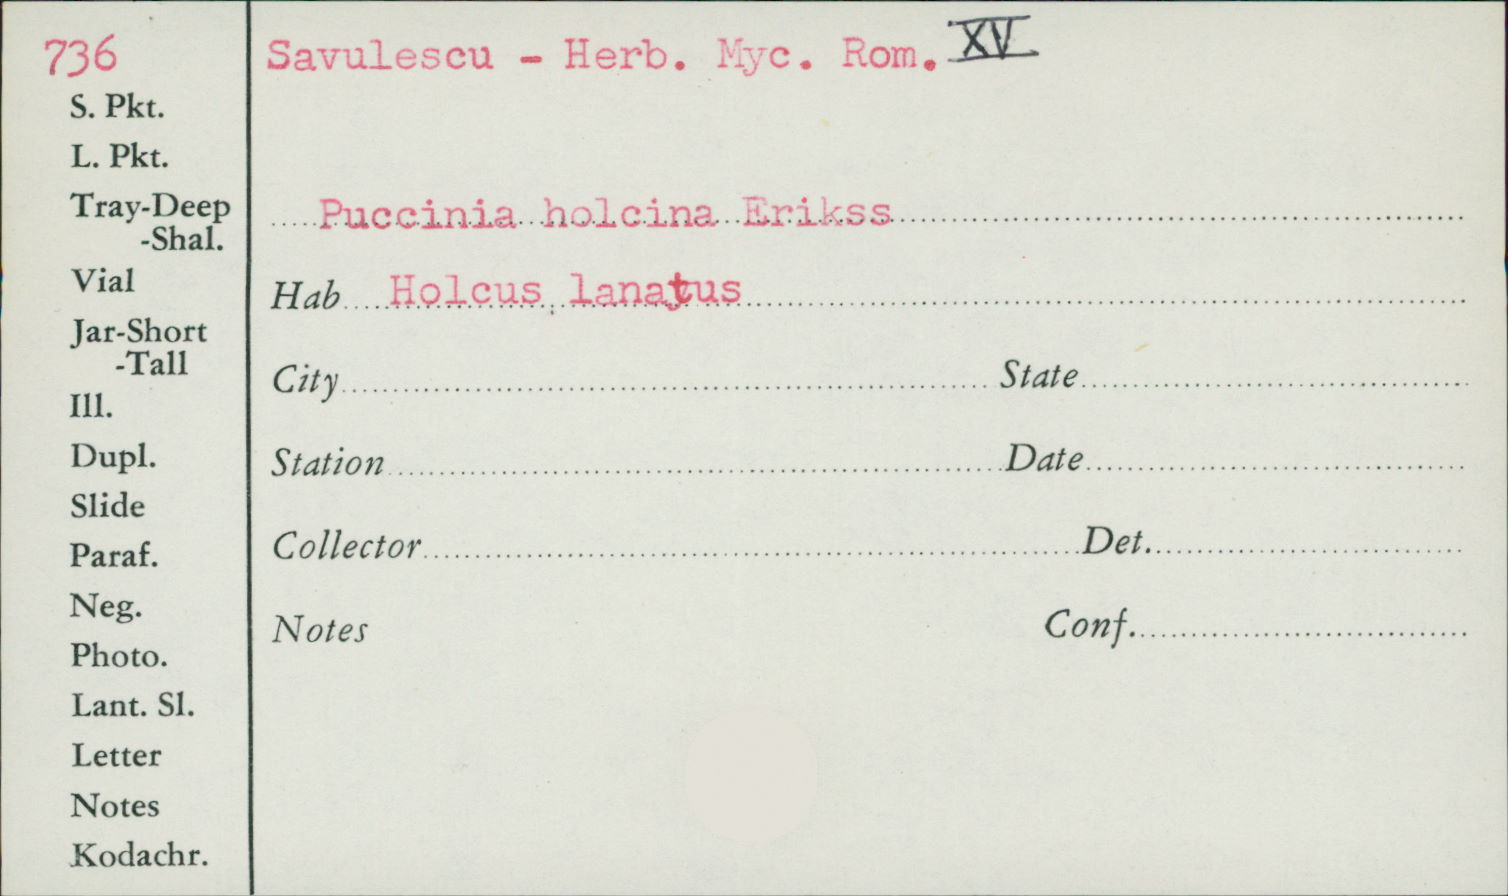 736
Savulescu - Herb. Myc. Rom. XV
S. Pkt.
L. Pkt.
Tray-Deep
-Shal.
Vial
Jar-Short
-Tall
Ill.
Dupl.
Slide
Paraf.
Neg.
Photo.
Lant. Sl.
Letter
Notes
Kodachr.
Puccinia holcina Erikss
Hab Holcus lanatus
City State
Station Date
Collector Det.
Notes Conf.